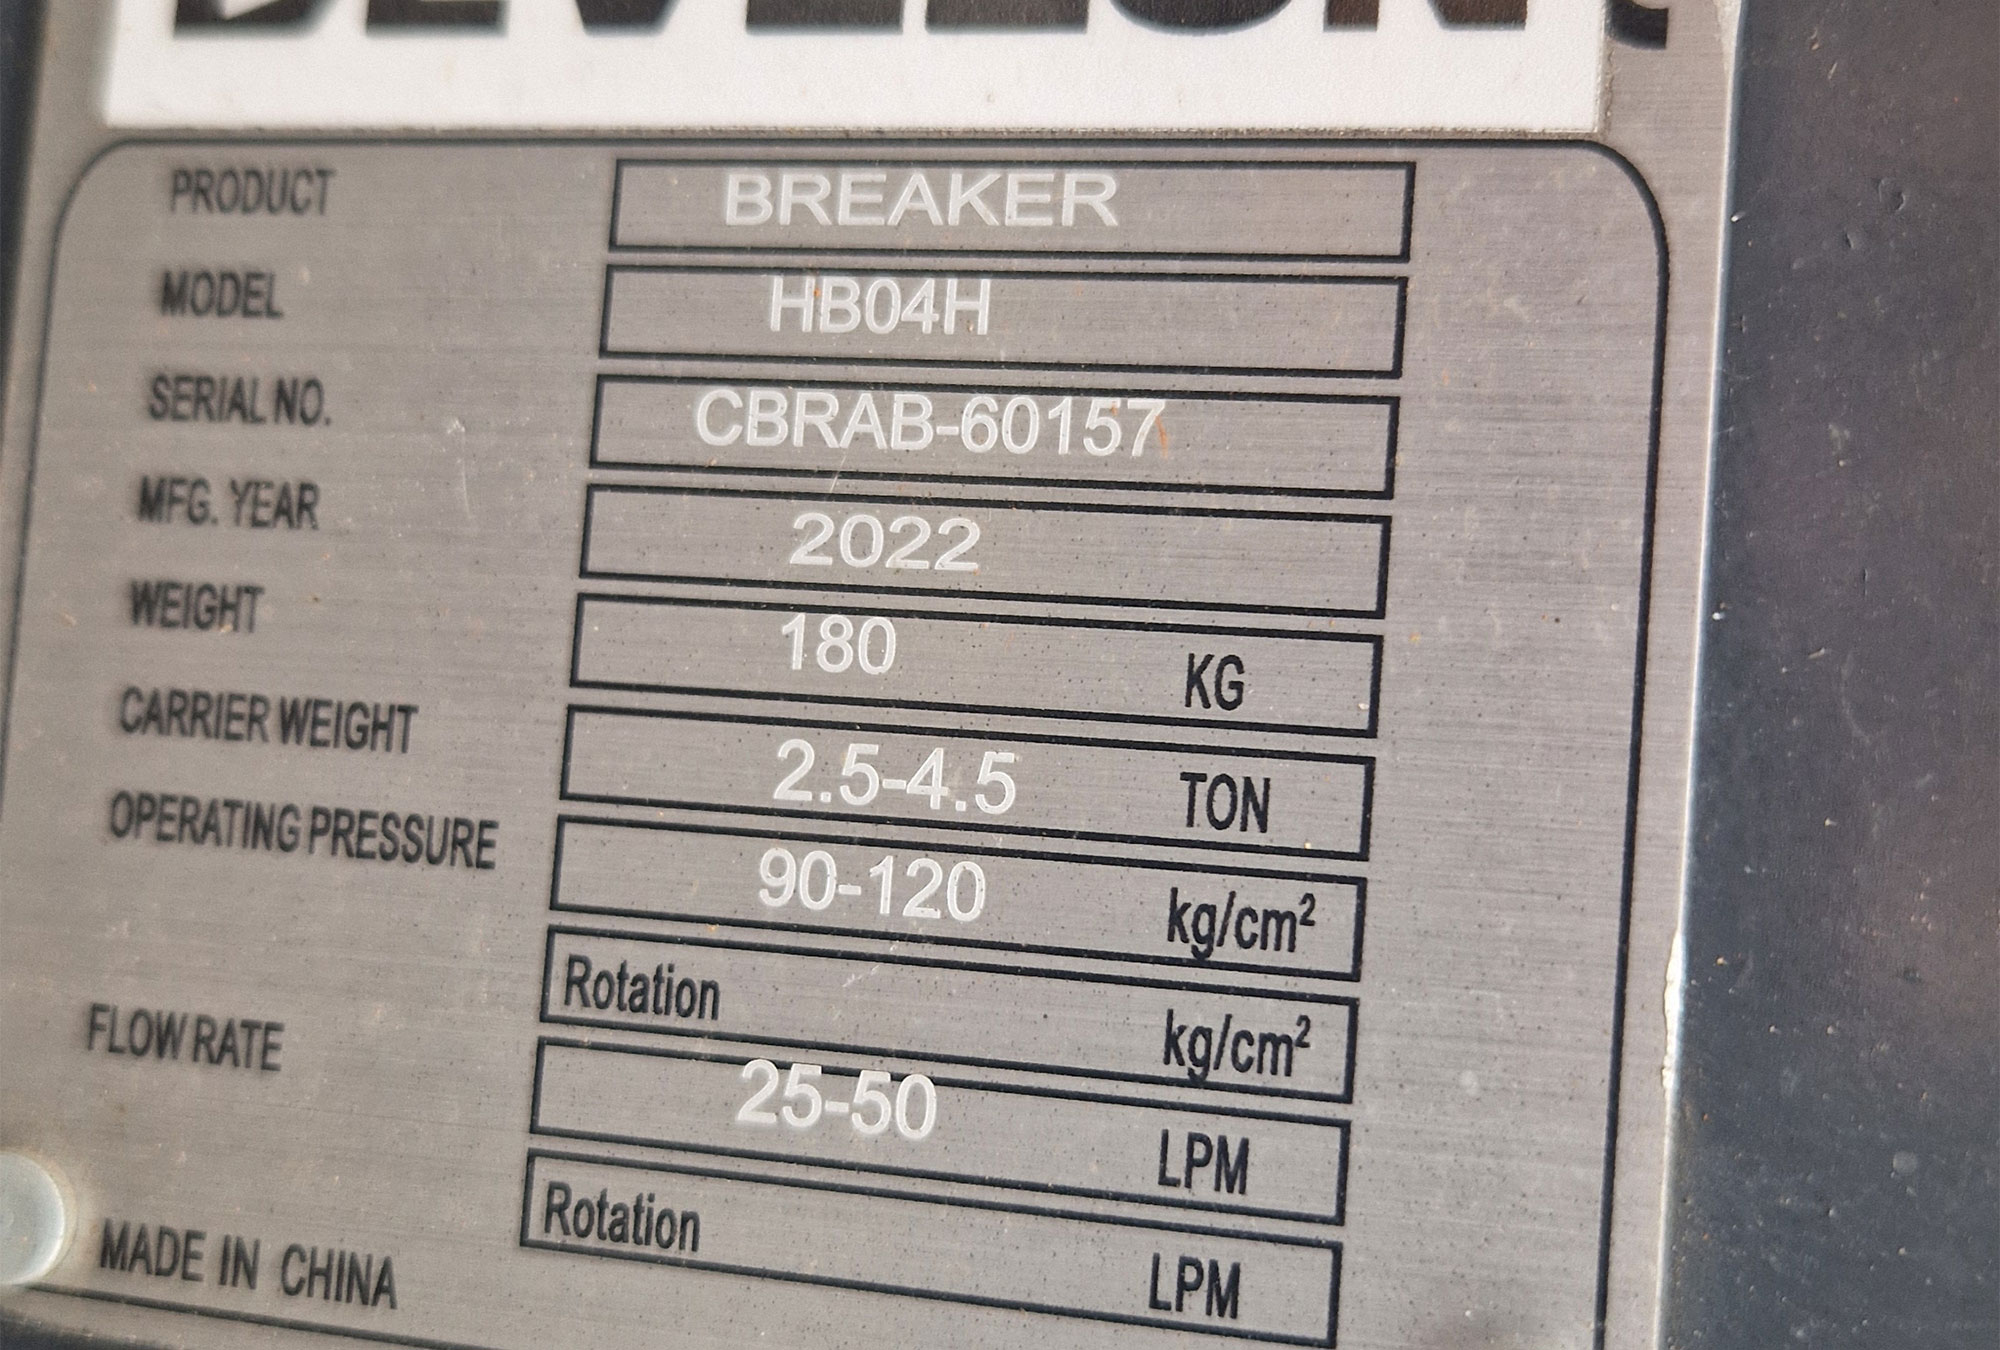 DEVELON
PRODUCT BREAKER
MODEL HB04H
SERIAL NO. CBRAB-60157
MFG. YEAR 2022
WEIGHT 180 KG
CARRIER WEIGHT 2.5-4.5 TON
OPERATING PRESSURE 90-120 kg/cm²
Rotation kg/cm²
FLOW RATE 25-50 LPM
Rotation LPM
MADE IN CHINA